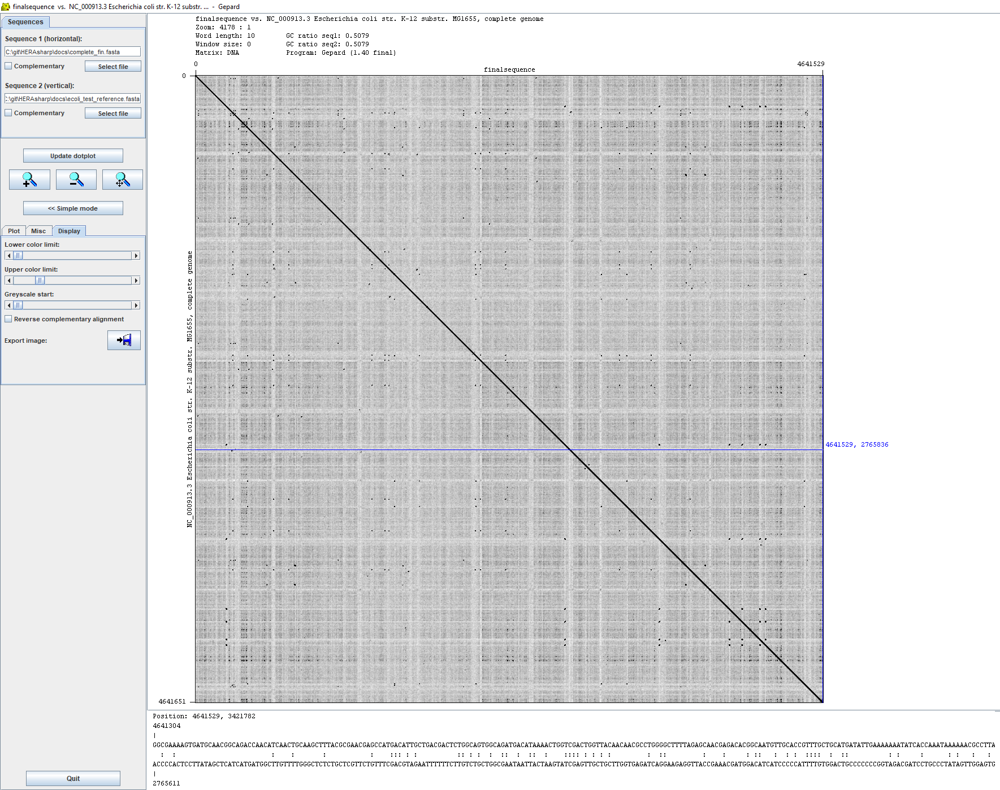 finalsequence vs. NC_000913.3 Escherichia coli str. K-12 substr. ... - Gepard
Sequences
Sequence 1 (horizontal):
C:\git\HERAsharp\docs\complete_fin.fasta
Complementary
Select file
Sequence 2 (vertical):
:\git\HERAsharp\docs\ecoli_test_reference.fasta
Complementary
Select file
Update dotplot
<< Simple mode
Plot
Misc
Display
Lower color limit:
Upper color limit:
Greyscale start:
Reverse complementary alignment
Export image:
Quit
finalsequence vs. NC_000913.3 Escherichia coli str. K-12 substr. MG1655, complete genome
Zoom: 4178 : 1
Word length: 10 GC ratio seq1: 0.5079
Window size: 0 GC ratio seq2: 0.5079
Matrix: DNA Program: Gepard (1.40 final)
0
4641529
finalsequence
0
NC_000913.3 Escherichia coli str. K-12 substr. MG1655, complete genome
4641529, 2765836
4641651
Position: 4641529, 3421782
4641304
GGCGAAAAGTGATGCAACGGCAGACCAACATCAACTGCAAGCTTTACGCGAACGAGCCATGACATTGCTGACGACTCTGGCAGTGGCAGATGACATAAAACTGGTCGACTGGTTACAACAACGCCTGGGGCTTTTAGAGCAACGAGACACGGCAATGTTGCACCGTTTGCTGCATGATATTGAAAAAAATATCACCAAATAAAAAACGCCTTA
ACCCCACTCCTTATAGCTCATCATGATGGCTTGTTTTGGGCTCTCTGCTCGTTCTGTTTCGACGTAGAATTTTTTCTTGTCTGCTGGCGAATAATTACTAAGTATCGAGTTGCTGCTTGGTGAGATCAGGAAGAGGTTACCGAAACGATGGACATCATCCCCCATTTTGTGGACTGCCCCCCCGGTAGACGATCCTGCCCTATAGTTGGAGTG
2765611